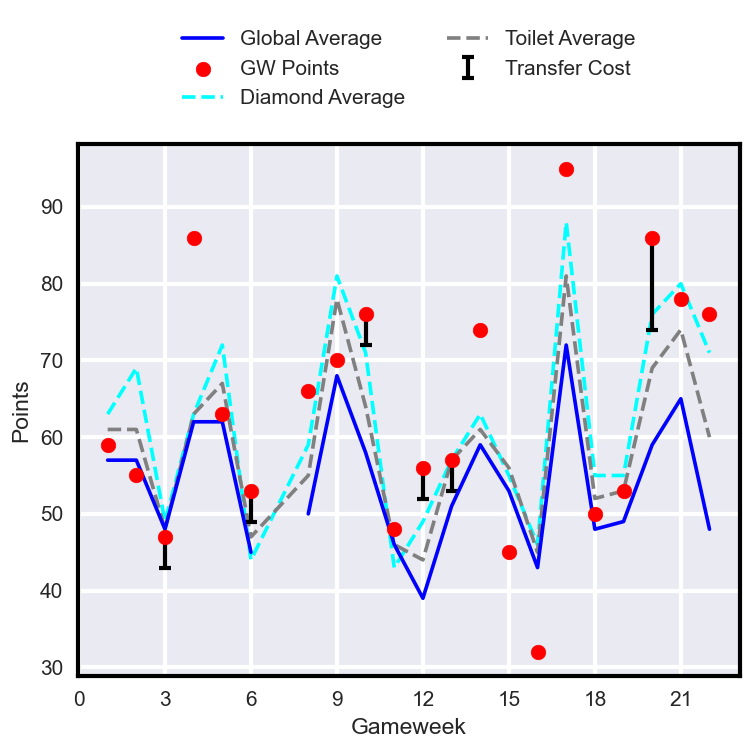 Global Average
GW Points
Diamond Average
Toilet Average
Transfer Cost
Points
90
80
70
60
50
40
30
0 3 6 9 12 15 18 21
Gameweek